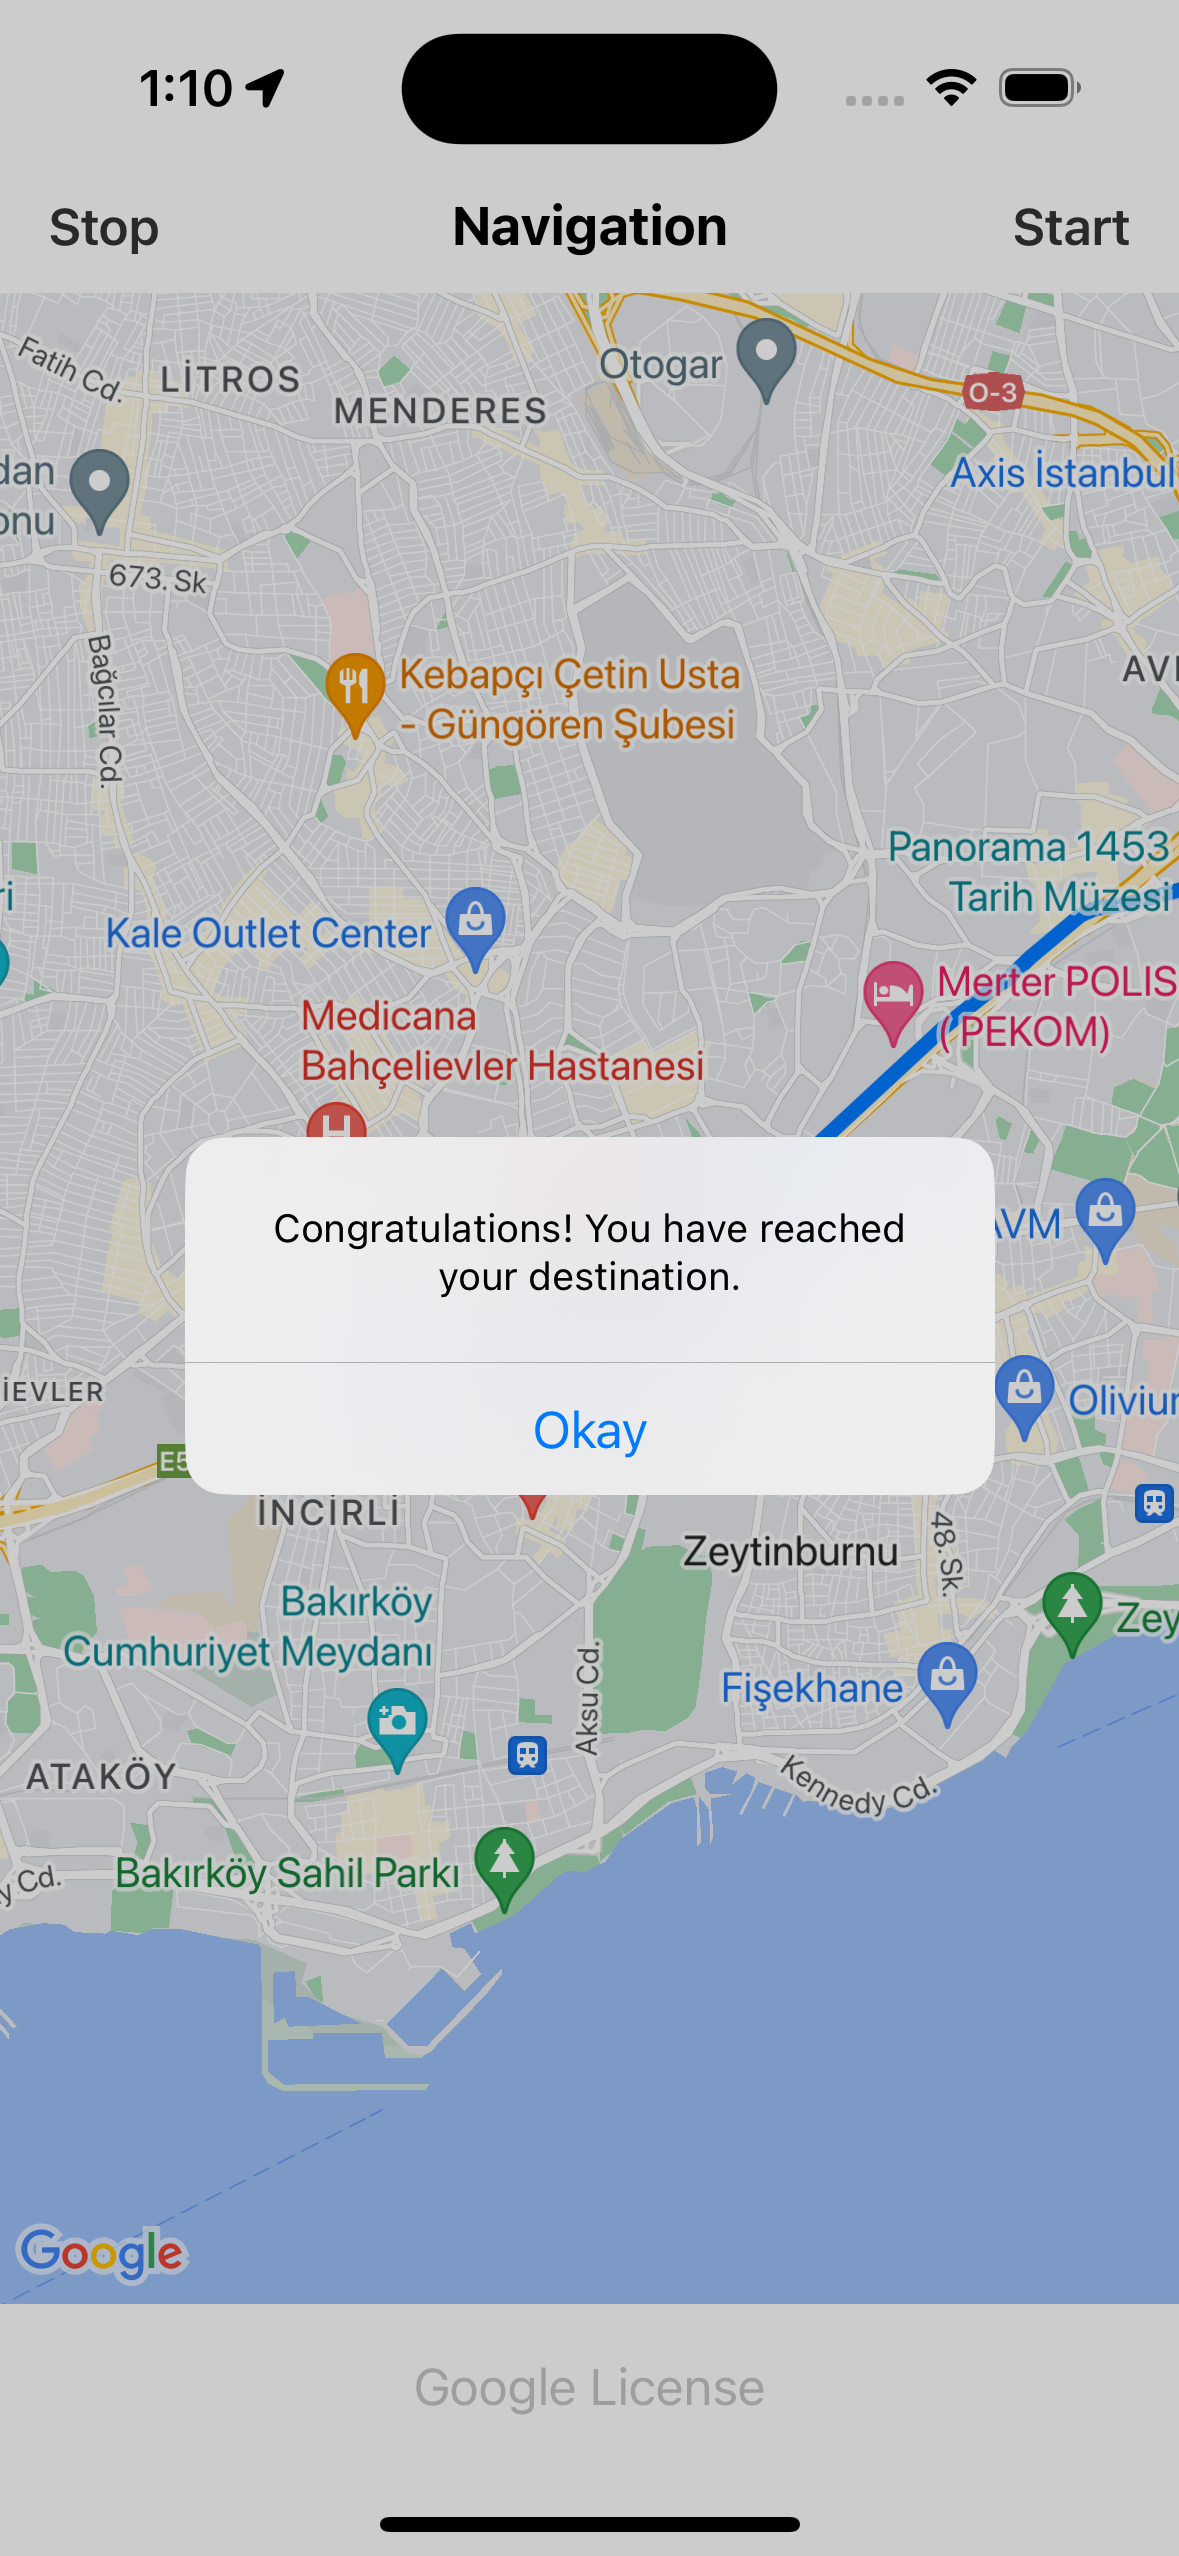 1:10
Stop
Navigation
Start
Fatih Cd.
LİTROS
MENDERES
Otogar
O-3
Axis İstanbul
dan
onu
673. Sk
Bağcılar Cd.
Kebapçı Çetin Usta
- Güngören Şubesi
AVI
Panorama 1453
Tarih Müzesi
ri
Kale Outlet Center
Merter POLIS
( PEKOM)
Medicana
Bahçelievler Hastanesi
H
Congratulations! You have reached
your destination.
AVM
Okay
İEVLER
Oliviu
E5
İNCİRLİ
Zeytinburnu
48. Sk.
Bakırköy
Cumhuriyet Meydanı
Zey
Aksu Cd.
Fişekhane
ATAKÖY
Kennedy Cd.
Bakırköy Sahil Parkı
y Cd.
Google
Google License